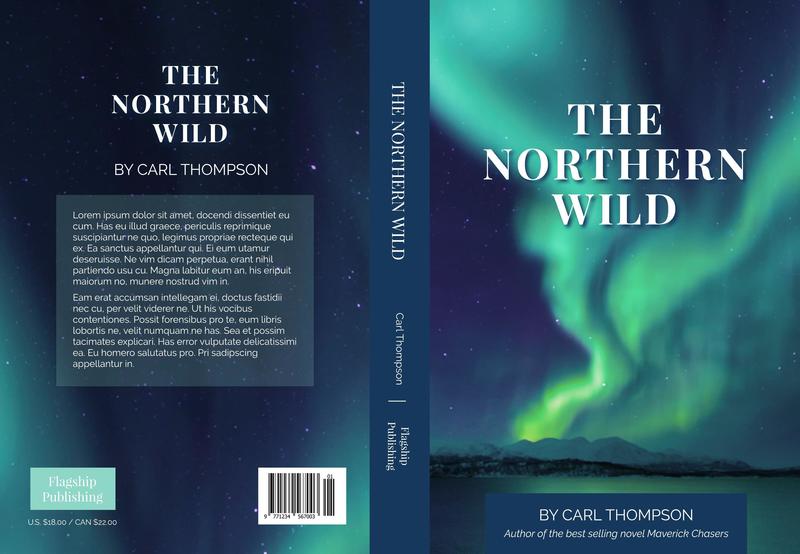 THE
NORTHERN
WILD
BY CARL THOMPSON
Lorem ipsum dolor sit amet, docendi dissentiet eu
cum. Has eu illud graece, periculis reprimique
suscipiantur ne quo, legimus propriae recteque qui
ex. Ea sanctus appellantur qui. Ei eum utamur
deseruisse. Ne vim dicam perpetua, erant nihil
partiendo usu cu. Magna labitur eum an, his eripuit
maiorum no, munere nostrud vim in.
Eam erat accumsan intellegam ei, doctus fastidii
nec cu, per velit viderer ne. Ut his vocibus
contentiones. Possit forensibus pro te, eum libris
lobortis ne, velit numquam ne has. Sea et possim
tacimates explicari. Has error vulputate delicatissimi
ea. Eu homero salutatus pro. Pri sadipscing
appellantur in.
Flagship
Publishing
U.S. $18.00 / CAN $22.00
01
9 771234 567003
THE NORTHERN WILD
Carl Thompson
Flagship
Publishing
THE
NORTHERN
WILD
BY CARL THOMPSON
Author of the best selling novel Maverick Chasers